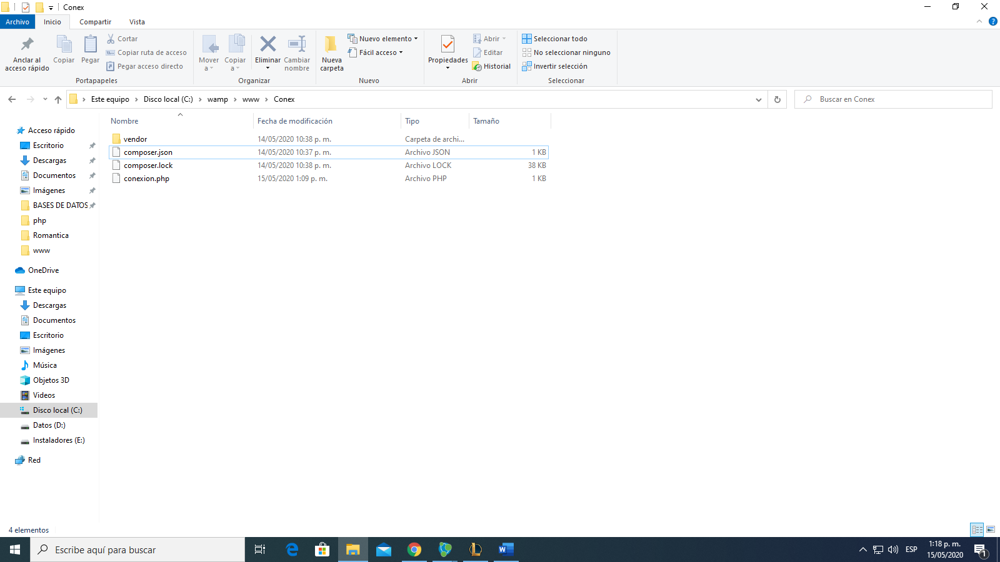 Conex
Archivo Inicio Compartir Vista
Anclar al acceso rápido
Copiar
Pegar
Cortar
Copiar ruta de acceso
Pegar acceso directo
Portapapeles
Mover a
Copiar a
Eliminar
Cambiar nombre
Organizar
Nueva carpeta
Nuevo elemento
Fácil acceso
Nuevo
Propiedades
Abrir
Editar
Historial
Abrir
Seleccionar todo
No seleccionar ninguno
Invertir selección
Seleccionar
Este equipo > Disco local (C:) > wamp > www > Conex
Buscar en Conex
Nombre Fecha de modificación Tipo Tamaño
vendor 14/05/2020 10:38 p. m. Carpeta de archi...
composer.json 14/05/2020 10:37 p. m. Archivo JSON 1 KB
composer.lock 14/05/2020 10:38 p. m. Archivo LOCK 38 KB
conexion.php 15/05/2020 1:09 p. m. Archivo PHP 1 KB
Acceso rápido
Escritorio
Descargas
Documentos
Imágenes
BASES DE DATOS
php
Romantica
www
OneDrive
Este equipo
Descargas
Documentos
Escritorio
Imágenes
Música
Objetos 3D
Videos
Disco local (C:)
Datos (D:)
Instaladores (E:)
Red
4 elementos
Escribe aquí para buscar
ESP
1:18 p. m.
15/05/2020
1